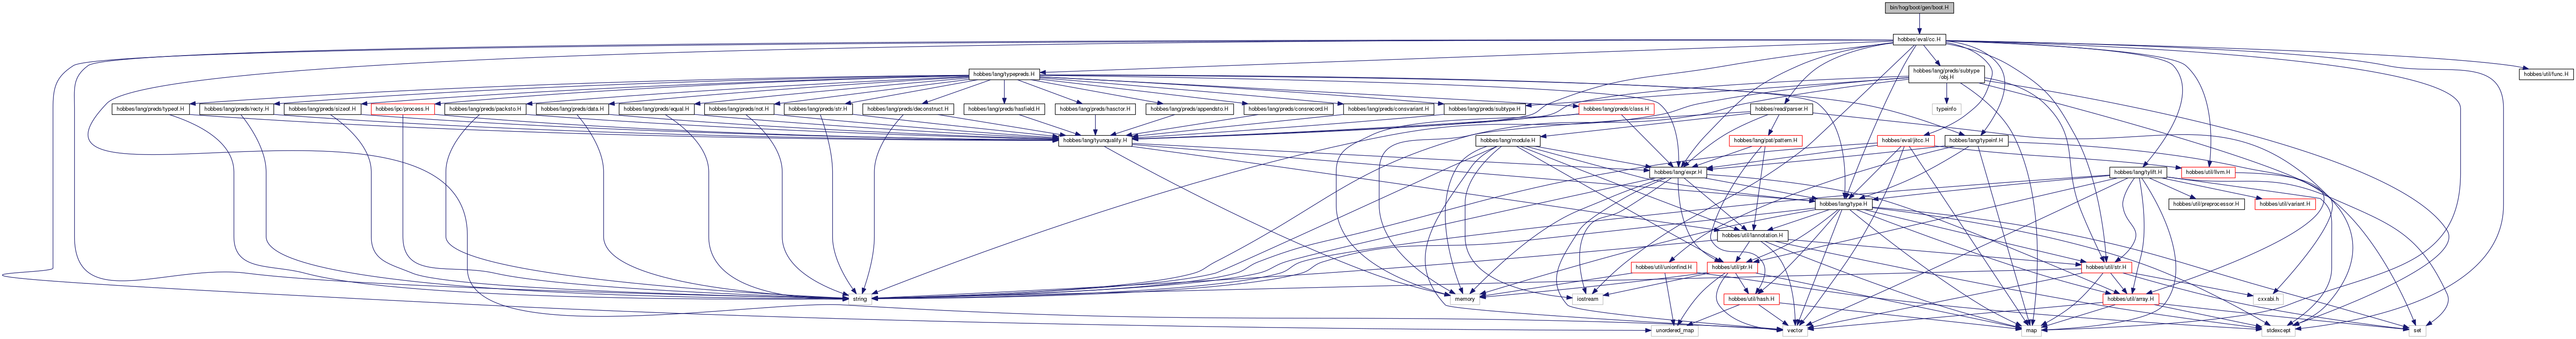 bin/hog/boot/gen/boot.H
hobbes/eval/cc.H
hobbes/lang/typepreds.H
hobbes/lang/preds/subtype
/obj.H
hobbes/util/func.H
hobbes/lang/preds/typeof.H
hobbes/lang/preds/recty.H
hobbes/lang/preds/sizeof.H
hobbes/ipc/process.H
hobbes/lang/preds/packsto.H
hobbes/lang/preds/data.H
hobbes/lang/preds/equal.H
hobbes/lang/preds/not.H
hobbes/lang/preds/str.H
hobbes/lang/preds/deconstruct.H
hobbes/lang/preds/hasfield.H
hobbes/lang/preds/hasctor.H
hobbes/lang/preds/appendsto.H
hobbes/lang/preds/consrecord.H
hobbes/lang/preds/consvariant.H
hobbes/lang/preds/subtype.H
hobbes/lang/preds/class.H
hobbes/read/parser.H
typeinfo
hobbes/lang/tyunqualify.H
hobbes/lang/module.H
hobbes/lang/pat/pattern.H
hobbes/eval/jitcc.H
hobbes/lang/typeinf.H
hobbes/lang/expr.H
hobbes/lang/tylift.H
hobbes/util/llvm.H
hobbes/lang/type.H
hobbes/util/preprocessor.H
hobbes/util/variant.H
hobbes/util/lannotation.H
hobbes/util/unionfind.H
hobbes/util/ptr.H
hobbes/util/str.H
string
memory
iostream
hobbes/util/hash.H
cxxabi.h
hobbes/util/array.H
unordered_map
vector
map
stdexcept
set